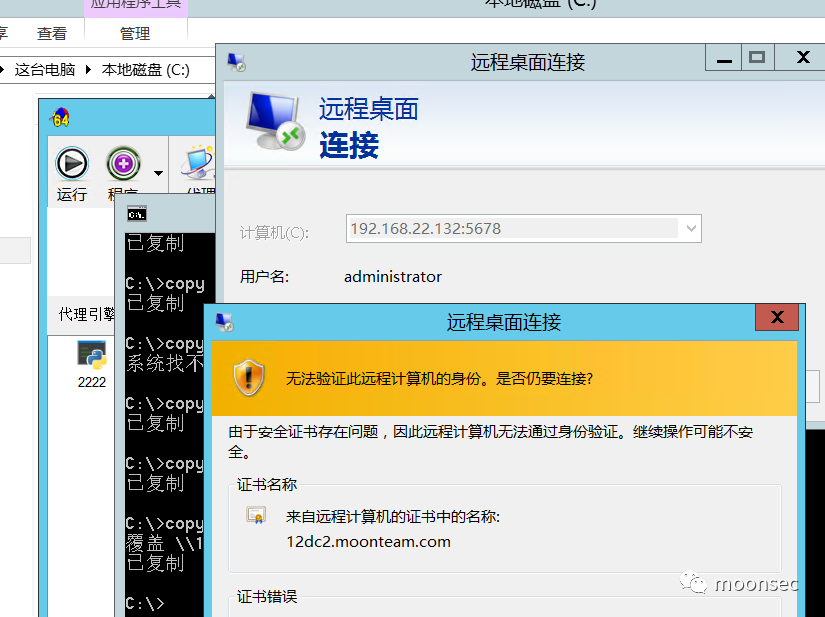 应用程序工具
本地磁盘 (C:)
享
查看
管理
这台电脑
本地磁盘 (C:)
远程桌面连接
远程桌面
连接
64
运行
程序
代理
计算机(C):
192.168.22.132:5678
用户名:
administrator
代理引擎
2222
C:\.
已复制
C:\>copy
已复制
C:\>copy
系统找不
C:\>copy
已复制
C:\>copy
已复制
C:\>copy
覆盖 \\1
已复制
C:\>
远程桌面连接
无法验证此远程计算机的身份。是否仍要连接?
由于安全证书存在问题，因此远程计算机无法通过身份验证。继续操作可能不安
全。
证书名称
来自远程计算机的证书中的名称:
12dc2.moonteam.com
证书错误
moonsec